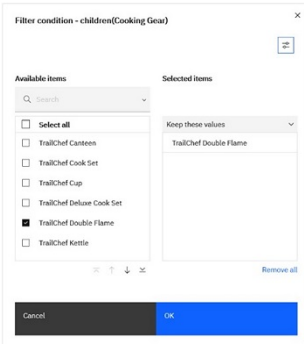 Filter condition - children(Cooking Gear)
Available items
Selected items
Search
Keep these values
Select all
TrailChef Double Flame
TrailChef Canteen
TrailChef Cook Set
TrailChef Cup
TrailChef Deluxe Cook Set
TrailChef Double Flame
TrailChef Kettle
Remove all
Cancel
OK